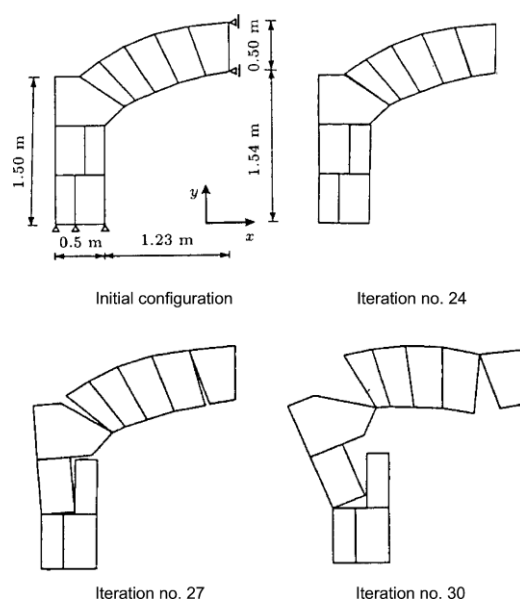 0.50 m
1.50 m
1.54 m
y
x
0.5 m
1.23 m
Initial configuration
Iteration no. 24
Iteration no. 27
Iteration no. 30